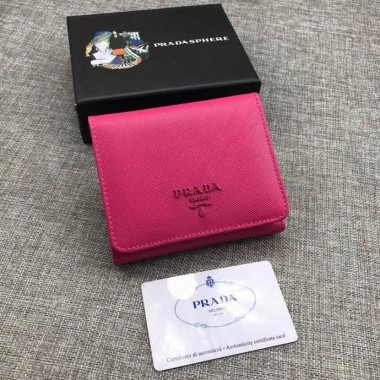 PRADASPHERE
PRADA
MILANO
PRADA
MILANO
Certificato di autenticità / Authenticity certificate card